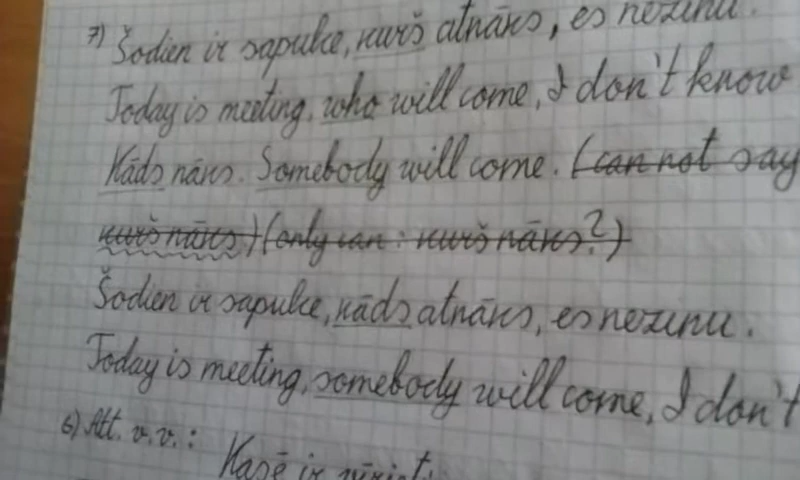 7) Šodien ir sapulce, kurš atnāks, es nezinu.
Today is meeting, who will come, I don't know
Kāds nāks. Somebody will come. (can not say
kurš nāks) (only can: kurš nāks?)
Šodien ir sapulce, kāds atnāks, es nezinu.
Today is meeting, somebody will come, I don't
6) Att. v.v.:
ir